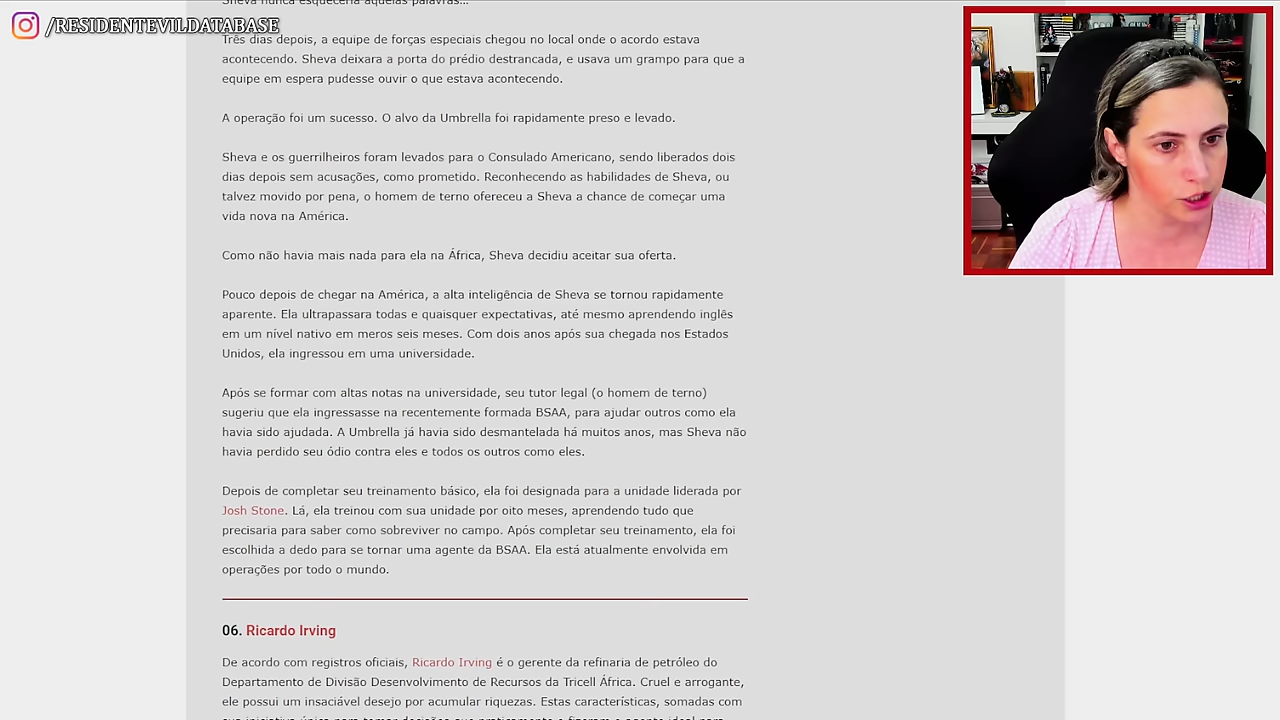 Sheva nunca esqueceria aquelas palavras...
/RESIDENTEVILDATABASE
Três dias depois, a equipe de forças especiais chegou no local onde o acordo estava
acontecendo. Sheva deixara a porta do prédio destrancada, e usava um grampo para que a
equipe em espera pudesse ouvir o que estava acontecendo.
A operação foi um sucesso. O alvo da Umbrella foi rapidamente preso e levado.
Sheva e os guerrilheiros foram levados para o Consulado Americano, sendo liberados dois
dias depois sem acusações, como prometido. Reconhecendo as habilidades de Sheva, ou
talvez movido por pena, o homem de terno ofereceu a Sheva a chance de começar uma
vida nova na América.
Como não havia mais nada para ela na África, Sheva decidiu aceitar sua oferta.
Pouco depois de chegar na América, a alta inteligência de Sheva se tornou rapidamente
aparente. Ela ultrapassara todas e quaisquer expectativas, até mesmo aprendendo inglês
em um nível nativo em meros seis meses. Com dois anos após sua chegada nos Estados
Unidos, ela ingressou em uma universidade.
Após se formar com altas notas na universidade, seu tutor legal (o homem de terno)
sugeriu que ela ingressasse na recentemente formada BSAA, para ajudar outros como ela
havia sido ajudada. A Umbrella já havia sido desmantelada há muitos anos, mas Sheva não
havia perdido seu ódio contra eles e todos os outros como eles.
Depois de completar seu treinamento básico, ela foi designada para a unidade liderada por
Josh Stone. Lá, ela treinou com sua unidade por oito meses, aprendendo tudo que
precisaria para saber como sobreviver no campo. Após completar seu treinamento, ela foi
escolhida a dedo para se tornar uma agente da BSAA. Ela está atualmente envolvida em
operações por todo o mundo.
06. Ricardo Irving
De acordo com registros oficiais, Ricardo Irving é o gerente da refinaria de petróleo do
Departamento de Divisão Desenvolvimento de Recursos da Tricell África. Cruel e arrogante,
ele possui um insaciável desejo por acumular riquezas. Estas características, somadas com